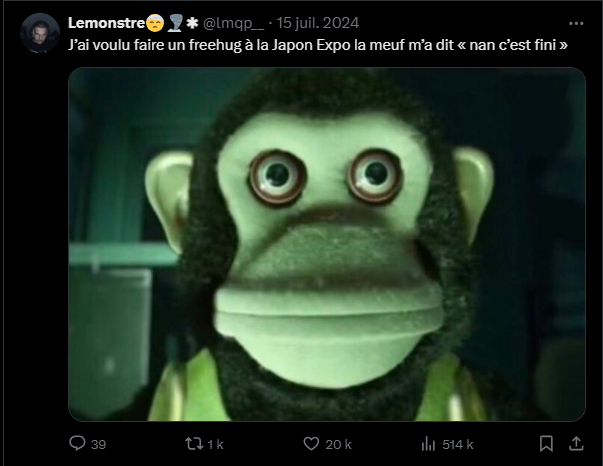 Lemonstre😔🌪️✱ @lmqp__ · 15 juil. 2024
J'ai voulu faire un freehug à la Japon Expo la meuf m'a dit « nan c'est fini »
39 1 k 20 k 514 k